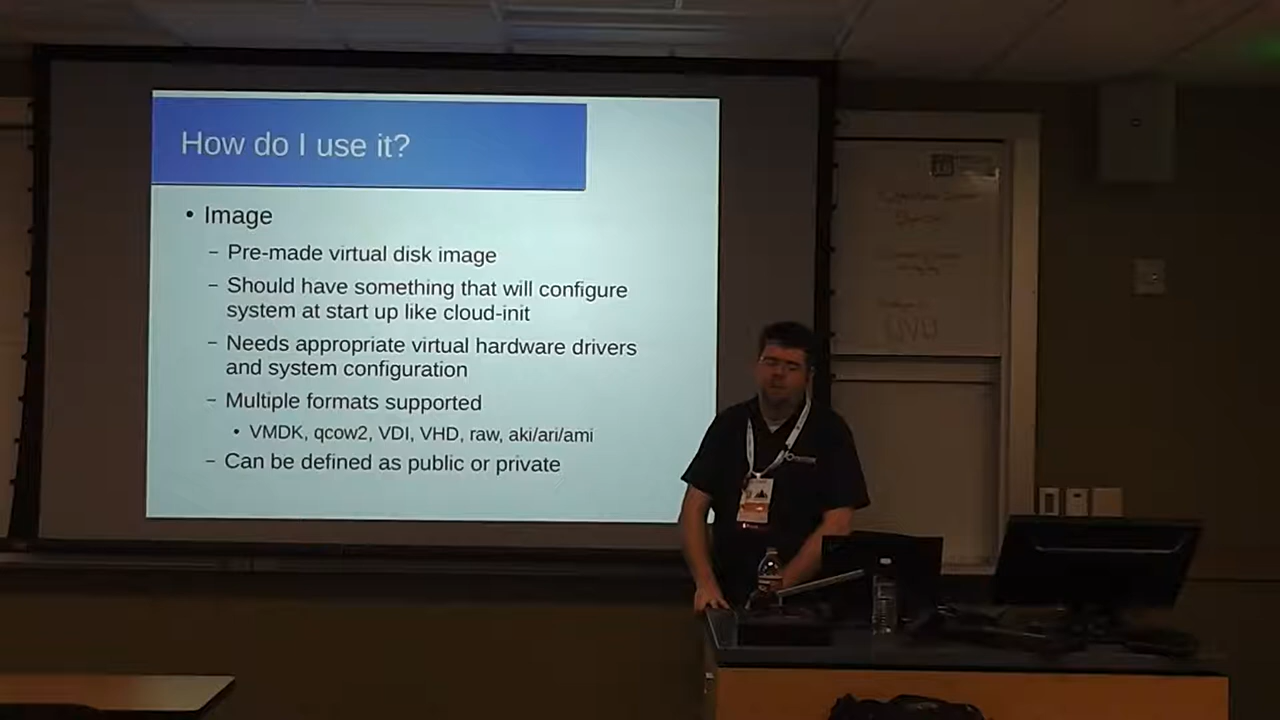 How do I use it?
• Image
– Pre-made virtual disk image
– Should have something that will configure
system at start up like cloud-init
– Needs appropriate virtual hardware drivers
and system configuration
– Multiple formats supported
• VMDK, qcow2, VDI, VHD, raw, aki/ari/ami
– Can be defined as public or private